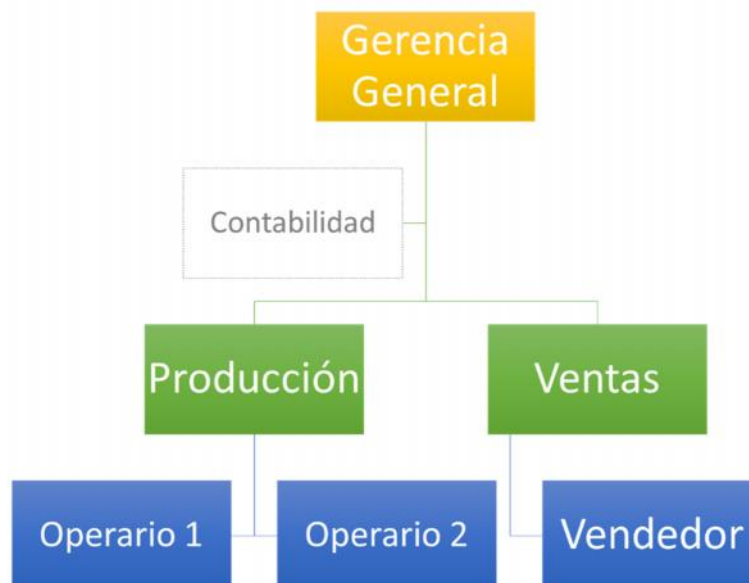 Gerencia
General
Contabilidad
Producción
Ventas
Operario 1
Operario 2
Vendedor